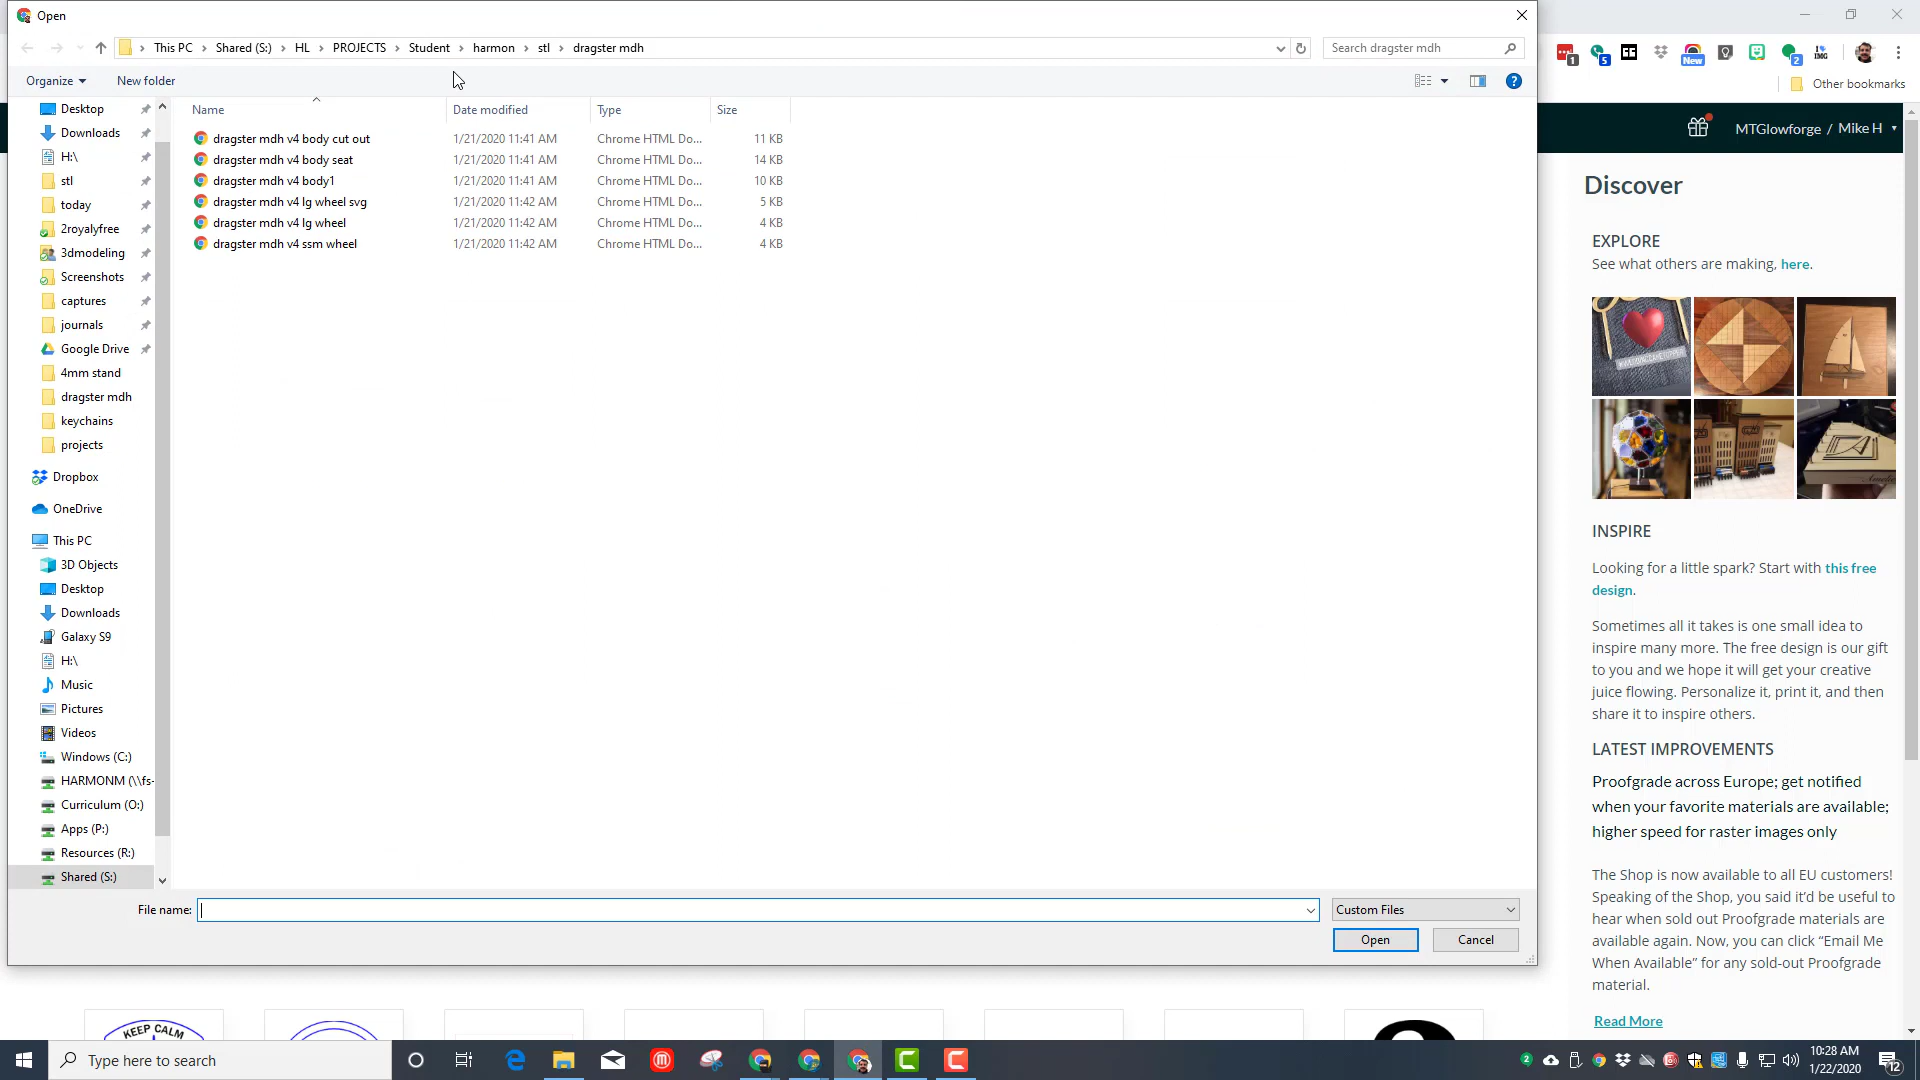 Open
This PC > Shared (S:) > HL > PROJECTS > Student > harmon > stl > dragster mdh
Search dragster mdh
1
5
New
2
Organize
New folder
Other bookmarks
MTGlowforge / Mike H
Name
Date modified
Type
Size
dragster mdh v4 body cut out 1/21/2020 11:41 AM Chrome HTML Do... 11 KB
dragster mdh v4 body seat 1/21/2020 11:41 AM Chrome HTML Do... 14 KB
dragster mdh v4 body1 1/21/2020 11:41 AM Chrome HTML Do... 10 KB
dragster mdh v4 lg wheel svg 1/21/2020 11:42 AM Chrome HTML Do... 5 KB
dragster mdh v4 lg wheel 1/21/2020 11:42 AM Chrome HTML Do... 4 KB
dragster mdh v4 ssm wheel 1/21/2020 11:42 AM Chrome HTML Do... 4 KB
Desktop
Downloads
H:\
stl
today
2royalyfree
3dmodeling
Screenshots
captures
journals
Google Drive
4mm stand
dragster mdh
keychains
projects
Dropbox
OneDrive
This PC
3D Objects
Desktop
Downloads
Galaxy S9
H:\
Music
Pictures
Videos
Windows (C:)
HARMONM (\\fs-
Curriculum (O:)
Apps (P:)
Resources (R:)
Shared (S:)
File name:
Custom Files
Open
Cancel
Discover
EXPLORE
See what others are making, here.
INSPIRE
Looking for a little spark? Start with this free
design.
Sometimes all it takes is one small idea to
inspire many more. The free design is our gift
to you and we hope it will get your creative
juice flowing. Personalize it, print it, and then
share it to inspire others.
LATEST IMPROVEMENTS
Proofgrade across Europe; get notified
when your favorite materials are available;
higher speed for raster images only
The Shop is now available to all EU customers!
Speaking of the Shop, you said it'd be useful to
hear when sold out Proofgrade materials are
available again. Now, you can click “Email Me
When Available” for any sold-out Proofgrade
material.
Read More
KEEP CALM
Type here to search
10:28 AM
1/22/2020
12